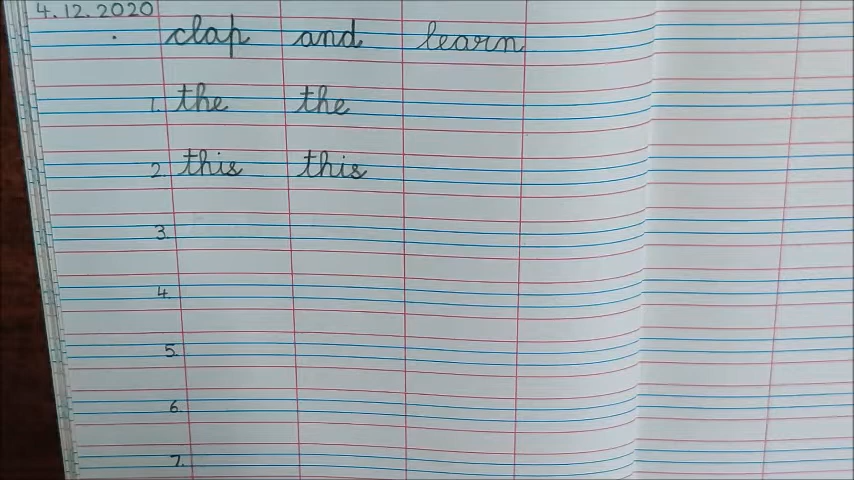 4.12.2020
clap and learn
1. the the
2. this this
3.
4.
5.
6.
7.